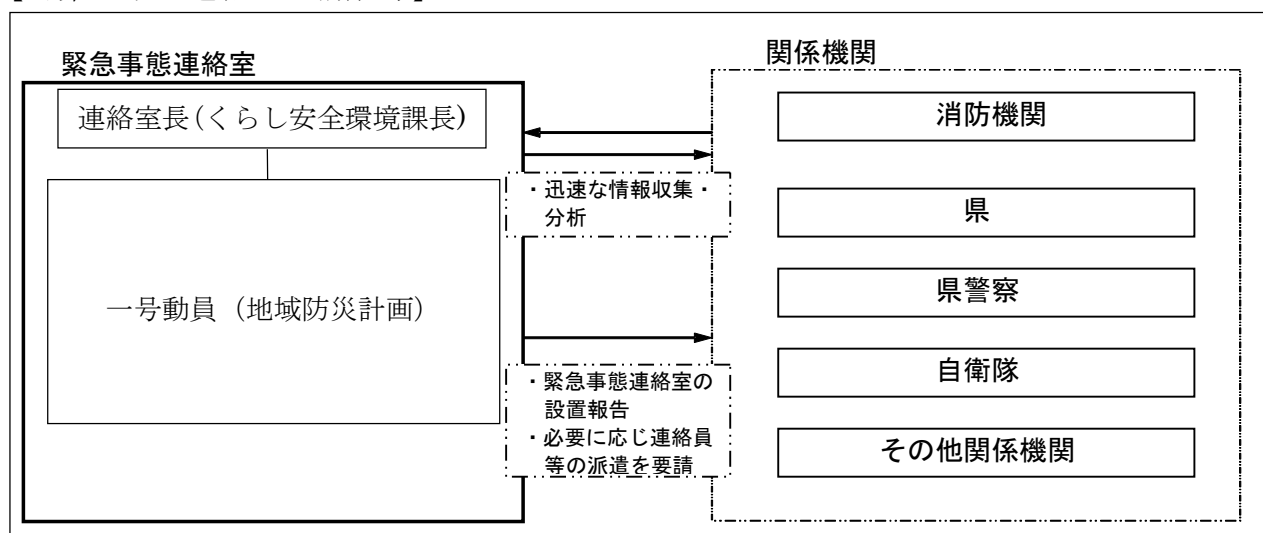 緊急事態連絡室
連絡室長(くらし安全環境課長)
一号動員（地域防災計画）
・迅速な情報収集・
分析
・緊急事態連絡室の
設置報告
・必要に応じ連絡員
等の派遣を要請
関係機関
消防機関
県
県警察
自衛隊
その他関係機関